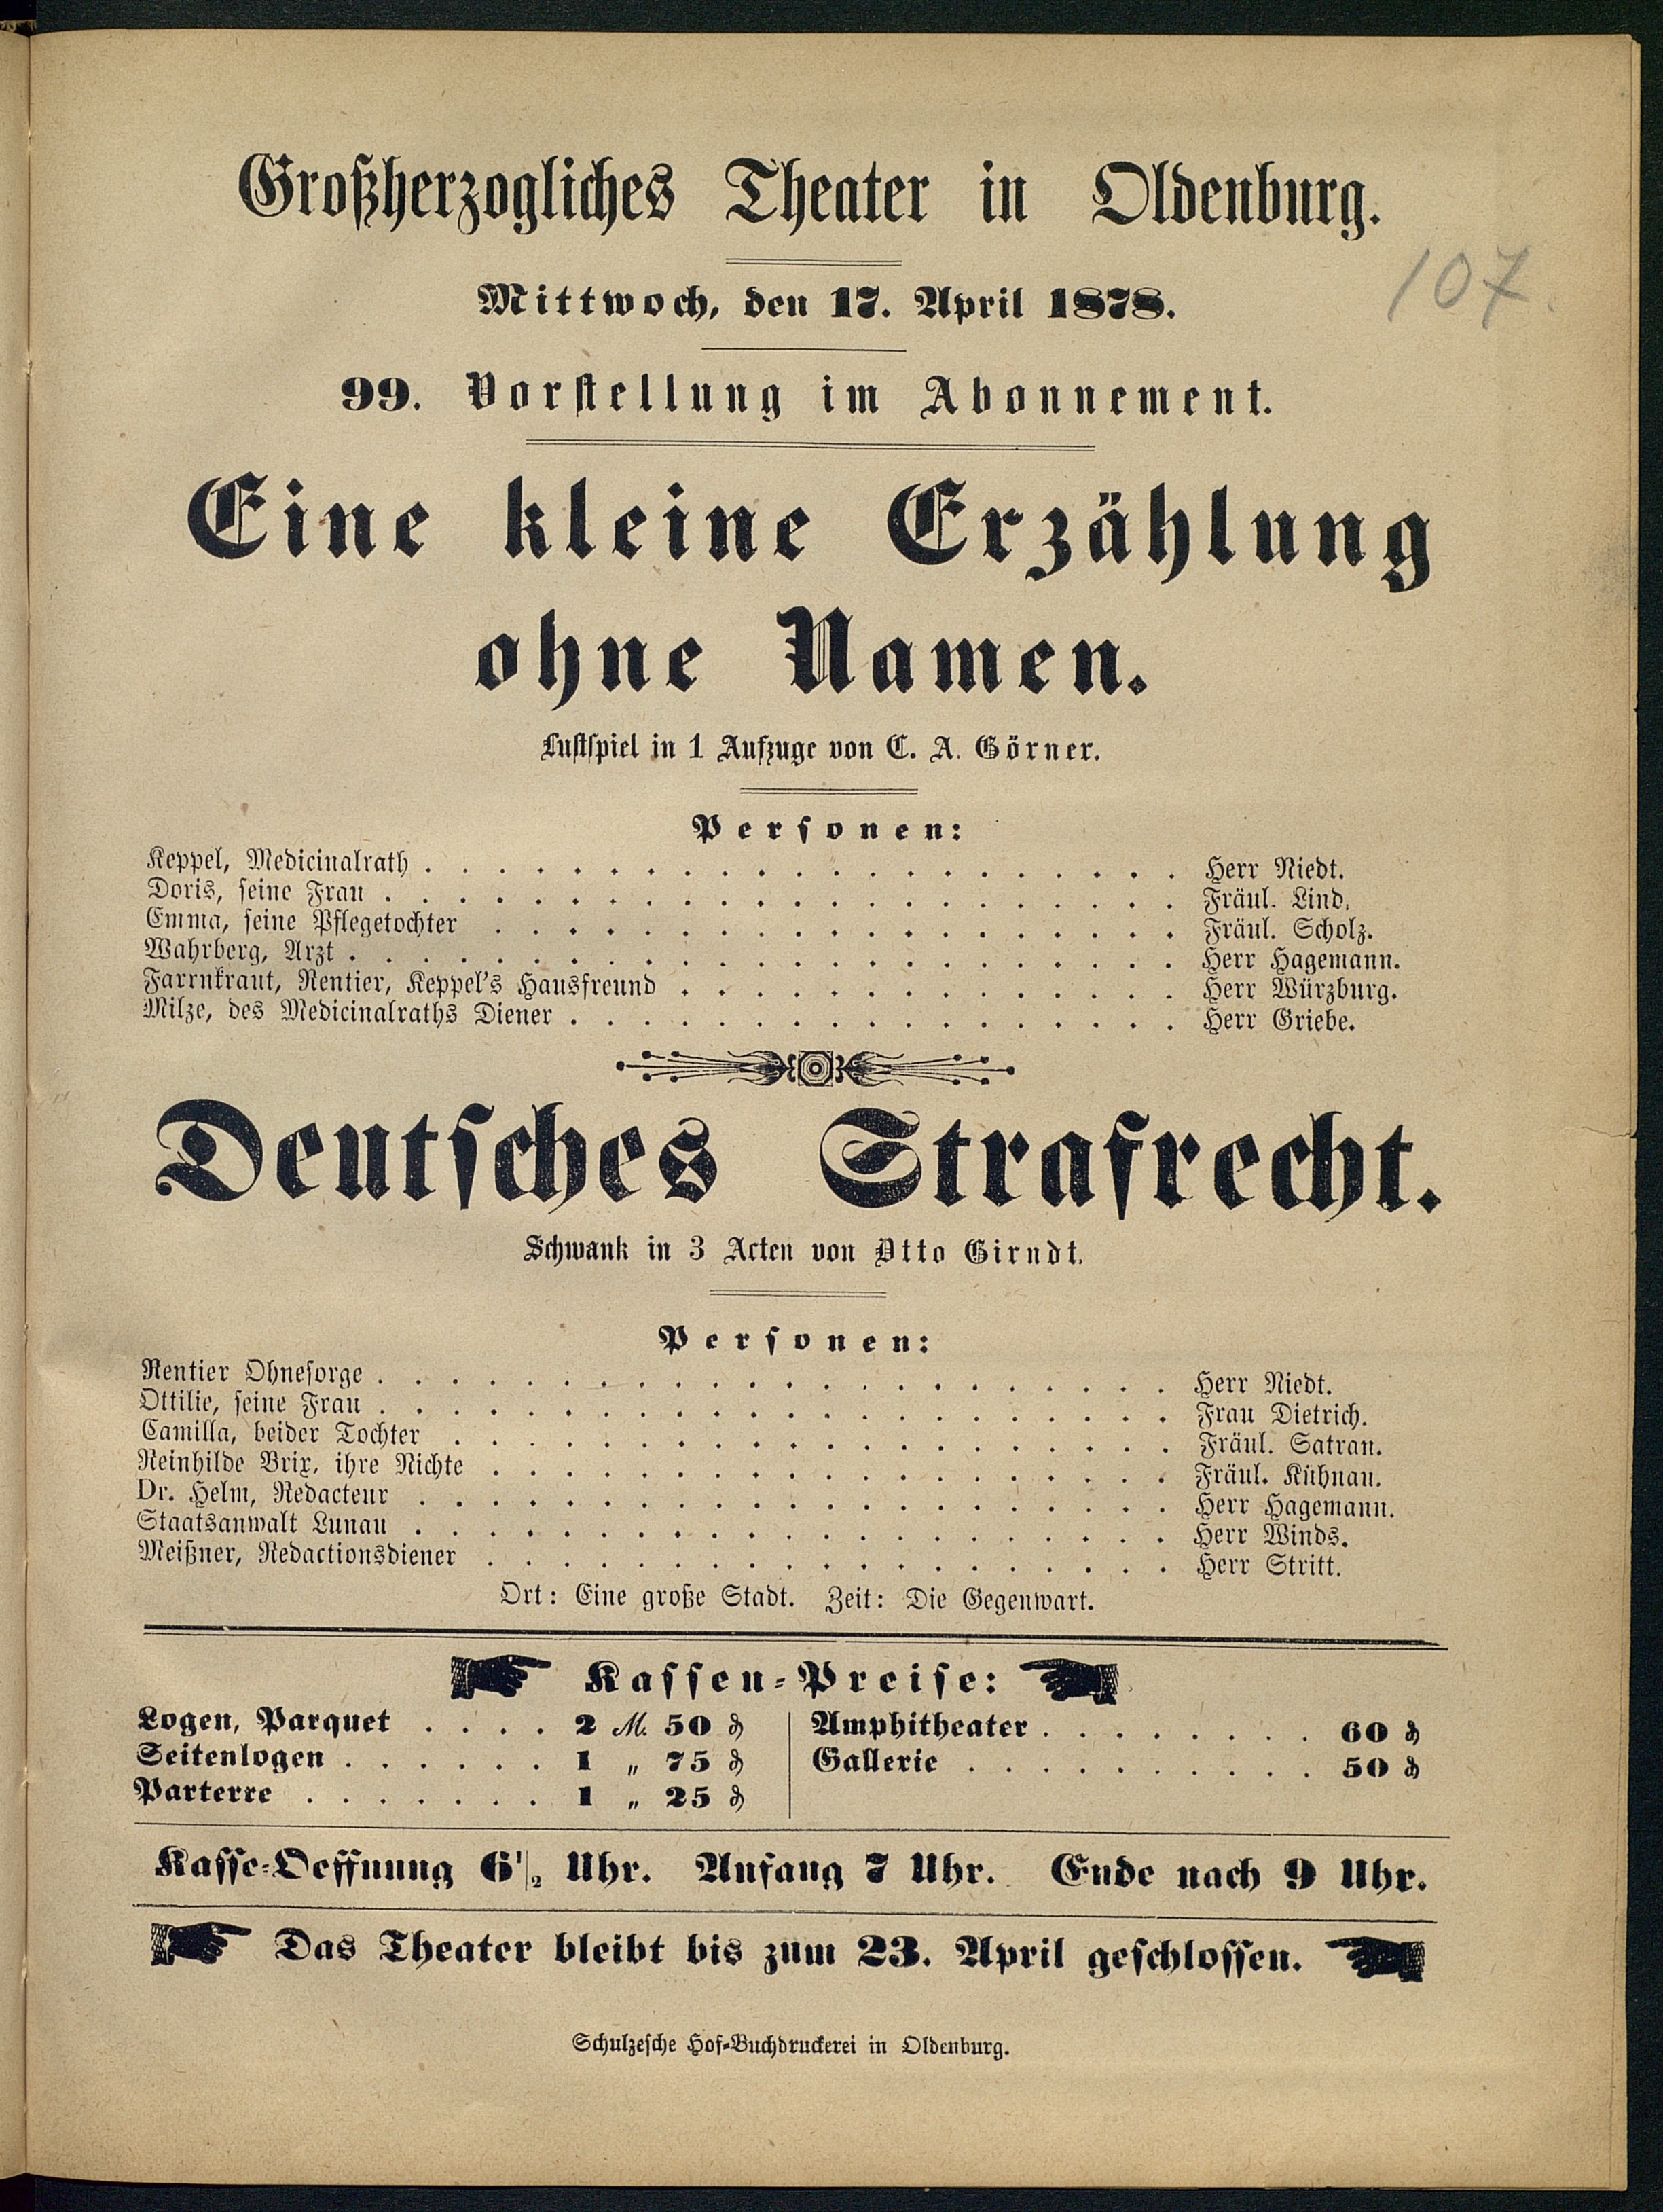 Großherzogliches Theater in Oldenburg.
107.
Mittwoch, den 17. April 1878.
99. Vorstellung im Abonnement.
Eine kleine Erzählung
ohne Namen.
Lustspiel in 1 Aufzuge von C. A. Görner.
Personen:
Keppel, Medicinalrath . . . . . . . . . . . . . . . . . . . . . Herr Niedt.
Doris, seine Frau . . . . . . . . . . . . . . . . . . . . . . Fräul. Lind.
Emma, seine Pflegetochter . . . . . . . . . . . . . . . . . . . Fräul. Scholz.
Wahrberg, Arzt . . . . . . . . . . . . . . . . . . . . . . . Herr Hagemann.
Farrnkraut, Rentier, Keppel's Hausfreund . . . . . . . . . . . . . . Herr Würzburg.
Milze, des Medicinalraths Diener . . . . . . . . . . . . . . . . . Herr Griebe.
Deutsches Strafrecht.
Schwank in 3 Acten von Otto Girndt.
Personen:
Rentier Ohnesorge . . . . . . . . . . . . . . . . . . . . . . Herr Niedt.
Ottilie, seine Frau . . . . . . . . . . . . . . . . . . . . . . Frau Dietrich.
Camilla, beider Tochter . . . . . . . . . . . . . . . . . . . . Fräul. Satran.
Reinhilde Brix, ihre Nichte . . . . . . . . . . . . . . . . . . . Fräul. Kühnau.
Dr. Helm, Redacteur . . . . . . . . . . . . . . . . . . . . . Herr Hagemann.
Staatsanwalt Lunau . . . . . . . . . . . . . . . . . . . . . Herr Winds.
Meißner, Redactionsdiener . . . . . . . . . . . . . . . . . . . Herr Stritt.
Ort: Eine große Stadt. Zeit: Die Gegenwart.
Kassen-Preise:
Logen, Parquet . . . . 2 M. 50 ₰
Seitenlogen . . . . . . 1 „ 75 ₰
Parterre . . . . . . . 1 „ 25 ₰
Amphitheater . . . . . . . . 60 ₰
Gallerie . . . . . . . . . . 50 ₰
Kasse-Oeffnung 6 1/2 Uhr. Anfang 7 Uhr. Ende nach 9 Uhr.
Das Theater bleibt bis zum 23. April geschlossen.
Schulzesche Hof-Buchdruckerei in Oldenburg.